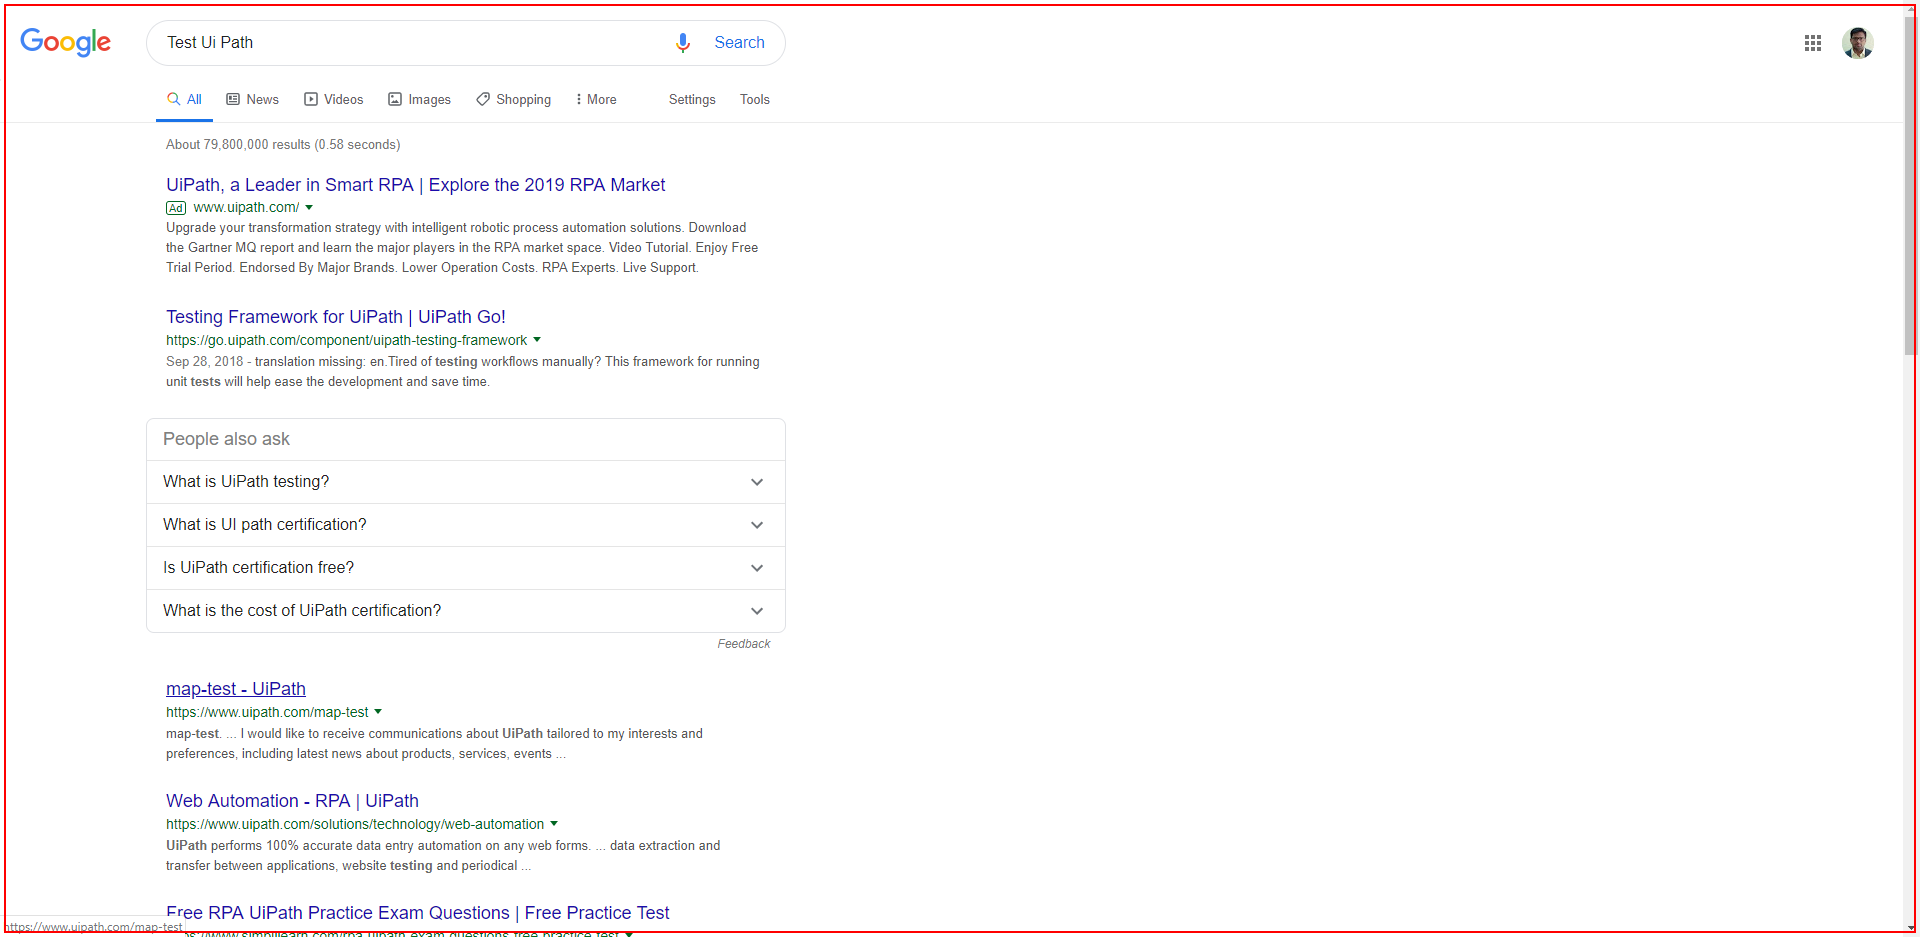 Google
Test Ui Path
Search
All News Videos Images Shopping More Settings Tools
About 79,800,000 results (0.58 seconds)
UiPath, a Leader in Smart RPA | Explore the 2019 RPA Market
Ad www.uipath.com/
Upgrade your transformation strategy with intelligent robotic process automation solutions. Download
the Gartner MQ report and learn the major players in the RPA market space. Video Tutorial. Enjoy Free
Trial Period. Endorsed By Major Brands. Lower Operation Costs. RPA Experts. Live Support.
Testing Framework for UiPath | UiPath Go!
https://go.uipath.com/component/uipath-testing-framework
Sep 28, 2018 - translation missing: en.Tired of testing workflows manually? This framework for running
unit tests will help ease the development and save time.
People also ask
What is UiPath testing?
What is UI path certification?
Is UiPath certification free?
What is the cost of UiPath certification?
Feedback
map-test - UiPath
https://www.uipath.com/map-test
map-test. ... I would like to receive communications about UiPath tailored to my interests and
preferences, including latest news about products, services, events ...
Web Automation - RPA | UiPath
https://www.uipath.com/solutions/technology/web-automation
UiPath performs 100% accurate data entry automation on any web forms. ... data extraction and
transfer between applications, website testing and periodical ...
Free RPA UiPath Practice Exam Questions | Free Practice Test
https://www.uipath.com/map-test